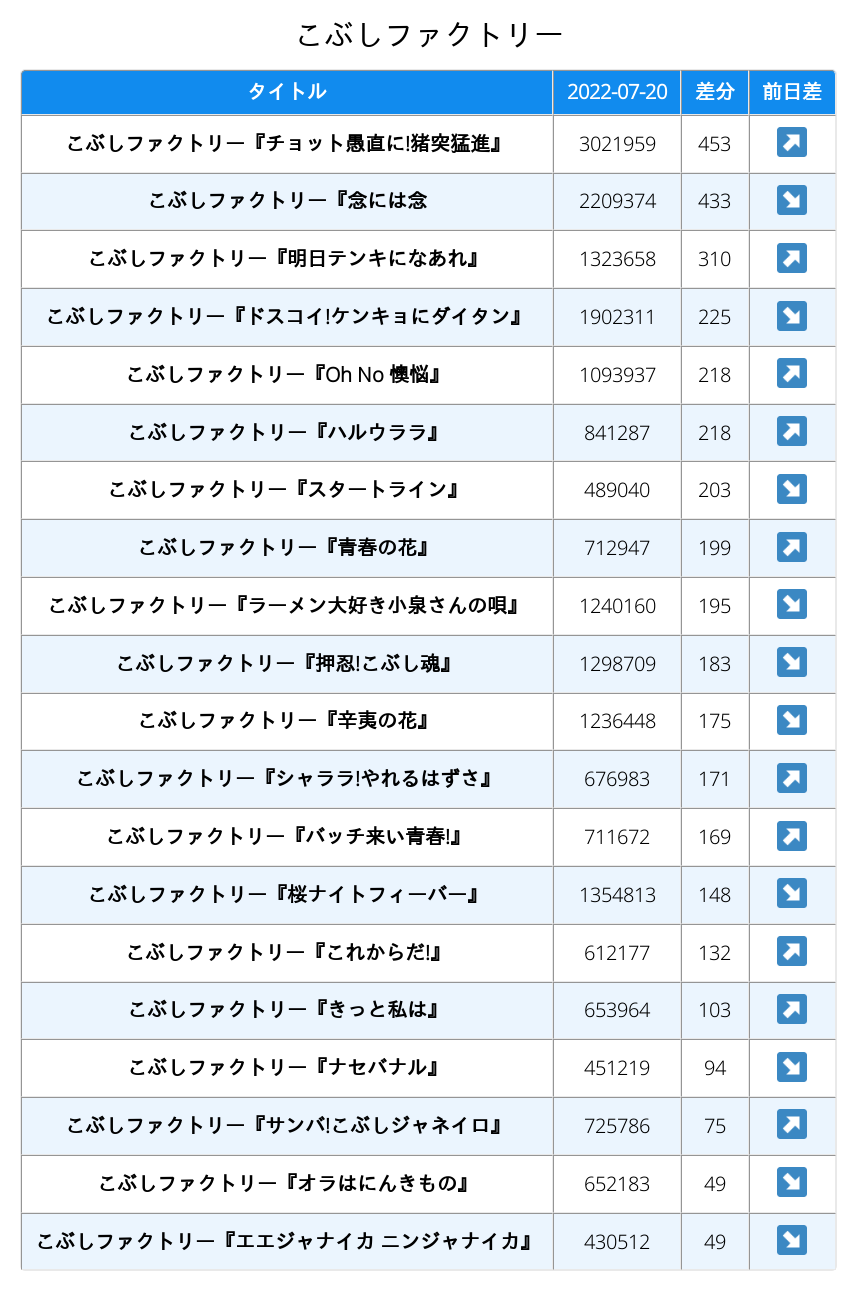 こぶしファクトリー
タイトル 2022-07-20 差分 前日差
こぶしファクトリー『チョット愚直に!猪突猛進』 3021959 453 ↗
こぶしファクトリー『念には念 2209374 433 ↘
こぶしファクトリー『明日テンキになあれ』 1323658 310 ↗
こぶしファクトリー『ドスコイ!ケンキョにダイタン』 1902311 225 ↘
こぶしファクトリー『Oh No 懊悩』 1093937 218 ↗
こぶしファクトリー『ハルウララ』 841287 218 ↗
こぶしファクトリー『スタートライン』 489040 203 ↘
こぶしファクトリー『青春の花』 712947 199 ↗
こぶしファクトリー『ラーメン大好き小泉さんの唄』 1240160 195 ↘
こぶしファクトリー『押忍!こぶし魂』 1298709 183 ↘
こぶしファクトリー『辛夷の花』 1236448 175 ↘
こぶしファクトリー『シャララ!やれるはずさ』 676983 171 ↗
こぶしファクトリー『バッチ来い青春!』 711672 169 ↗
こぶしファクトリー『桜ナイトフィーバー』 1354813 148 ↘
こぶしファクトリー『これからだ!』 612177 132 ↗
こぶしファクトリー『きっと私は』 653964 103 ↗
こぶしファクトリー『ナセバナル』 451219 94 ↘
こぶしファクトリー『サンバ!こぶしジャネイロ』 725786 75 ↗
こぶしファクトリー『オラはにんきもの』 652183 49 ↘
こぶしファクトリー『エエジャナイカ ニンジャナイカ』 430512 49 ↘